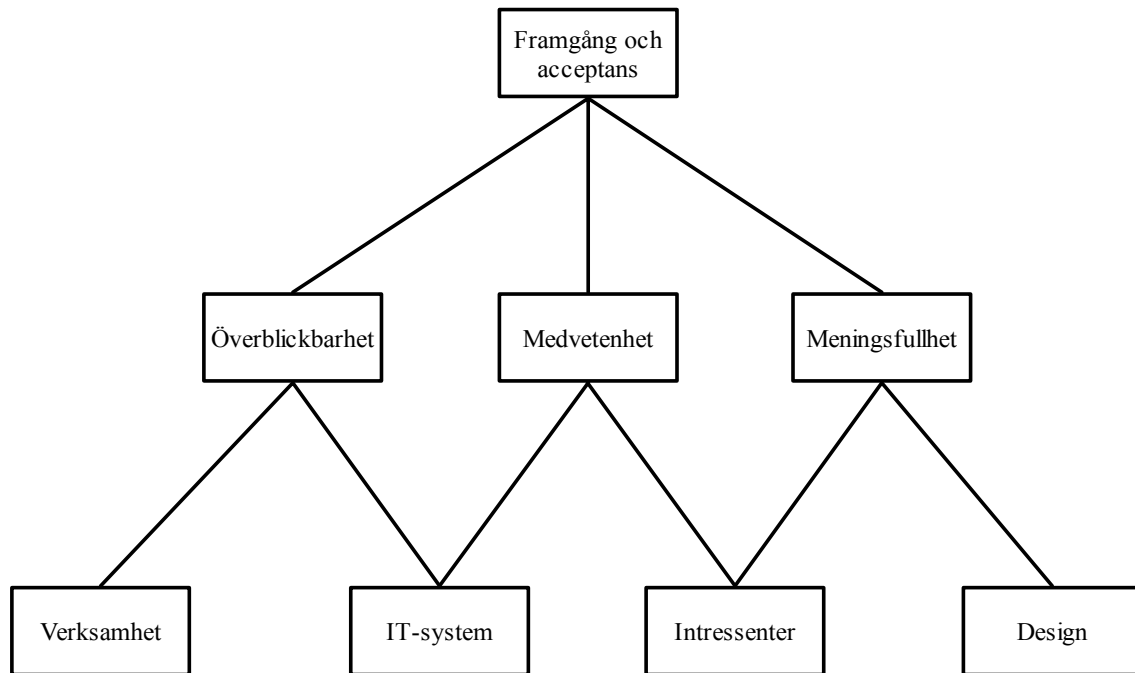 Framgång och
acceptans
Överblickbarhet
Medvetenhet
Meningsfullhet
Verksamhet
IT-system
Intressenter
Design